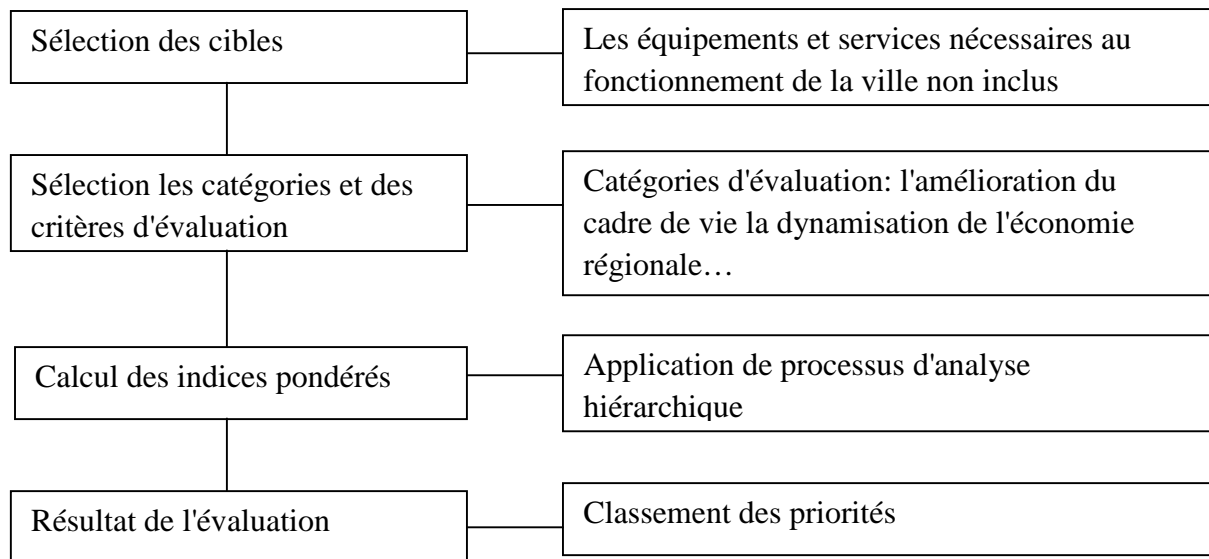 Sélection des cibles
Les équipements et services nécessaires au
fonctionnement de la ville non inclus
Sélection les catégories et des
critères d'évaluation
Catégories d'évaluation: l'amélioration du
cadre de vie la dynamisation de l'économie
régionale…
Calcul des indices pondérés
Application de processus d'analyse
hiérarchique
Résultat de l'évaluation
Classement des priorités